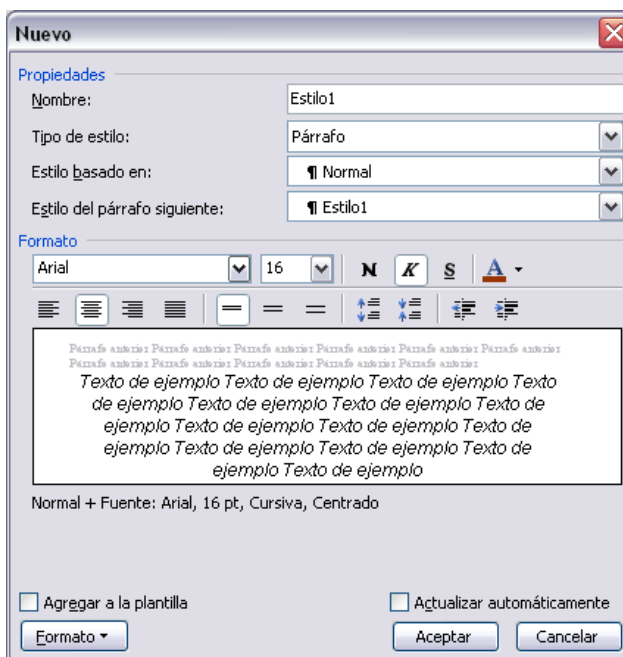 Nuevo
Propiedades
Nombre: Estilo1
Tipo de estilo: Párrafo
Estilo basado en: ¶ Normal
Estilo del párrafo siguiente: ¶ Estilo1
Formato
Arial 16 N K S A
Párrafo anterior Párrafo anterior Párrafo anterior Párrafo anterior Párrafo anterior Párrafo anterior
Párrafo anterior Párrafo anterior Párrafo anterior Párrafo anterior Párrafo anterior
Texto de ejemplo Texto de ejemplo Texto de ejemplo Texto
de ejemplo Texto de ejemplo Texto de ejemplo Texto de
ejemplo Texto de ejemplo Texto de ejemplo Texto de
ejemplo Texto de ejemplo Texto de ejemplo Texto de
ejemplo Texto de ejemplo
Normal + Fuente: Arial, 16 pt, Cursiva, Centrado
Agregar a la plantilla Actualizar automáticamente
Formato Aceptar Cancelar